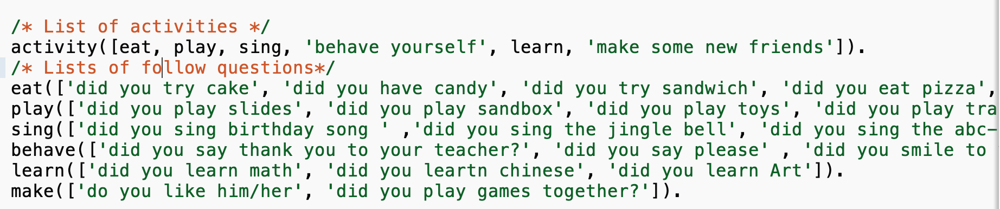 /* List of activities */
activity([eat, play, sing, 'behave yourself', learn, 'make some new friends']).
/* Lists of follow questions*/
eat(['did you try cake', 'did you have candy', 'did you try sandwich', 'did you eat pizza',
play(['did you play slides', 'did you play sandbox', 'did you play toys', 'did you play tra
sing(['did you sing birthday song ' ,'did you sing the jingle bell', 'did you sing the abc-
behave(['did you say thank you to your teacher?', 'did you say please' , 'did you smile to
learn(['did you learn math', 'did you leartn chinese', 'did you learn Art']).
make(['do you like him/her', 'did you play games together?']).